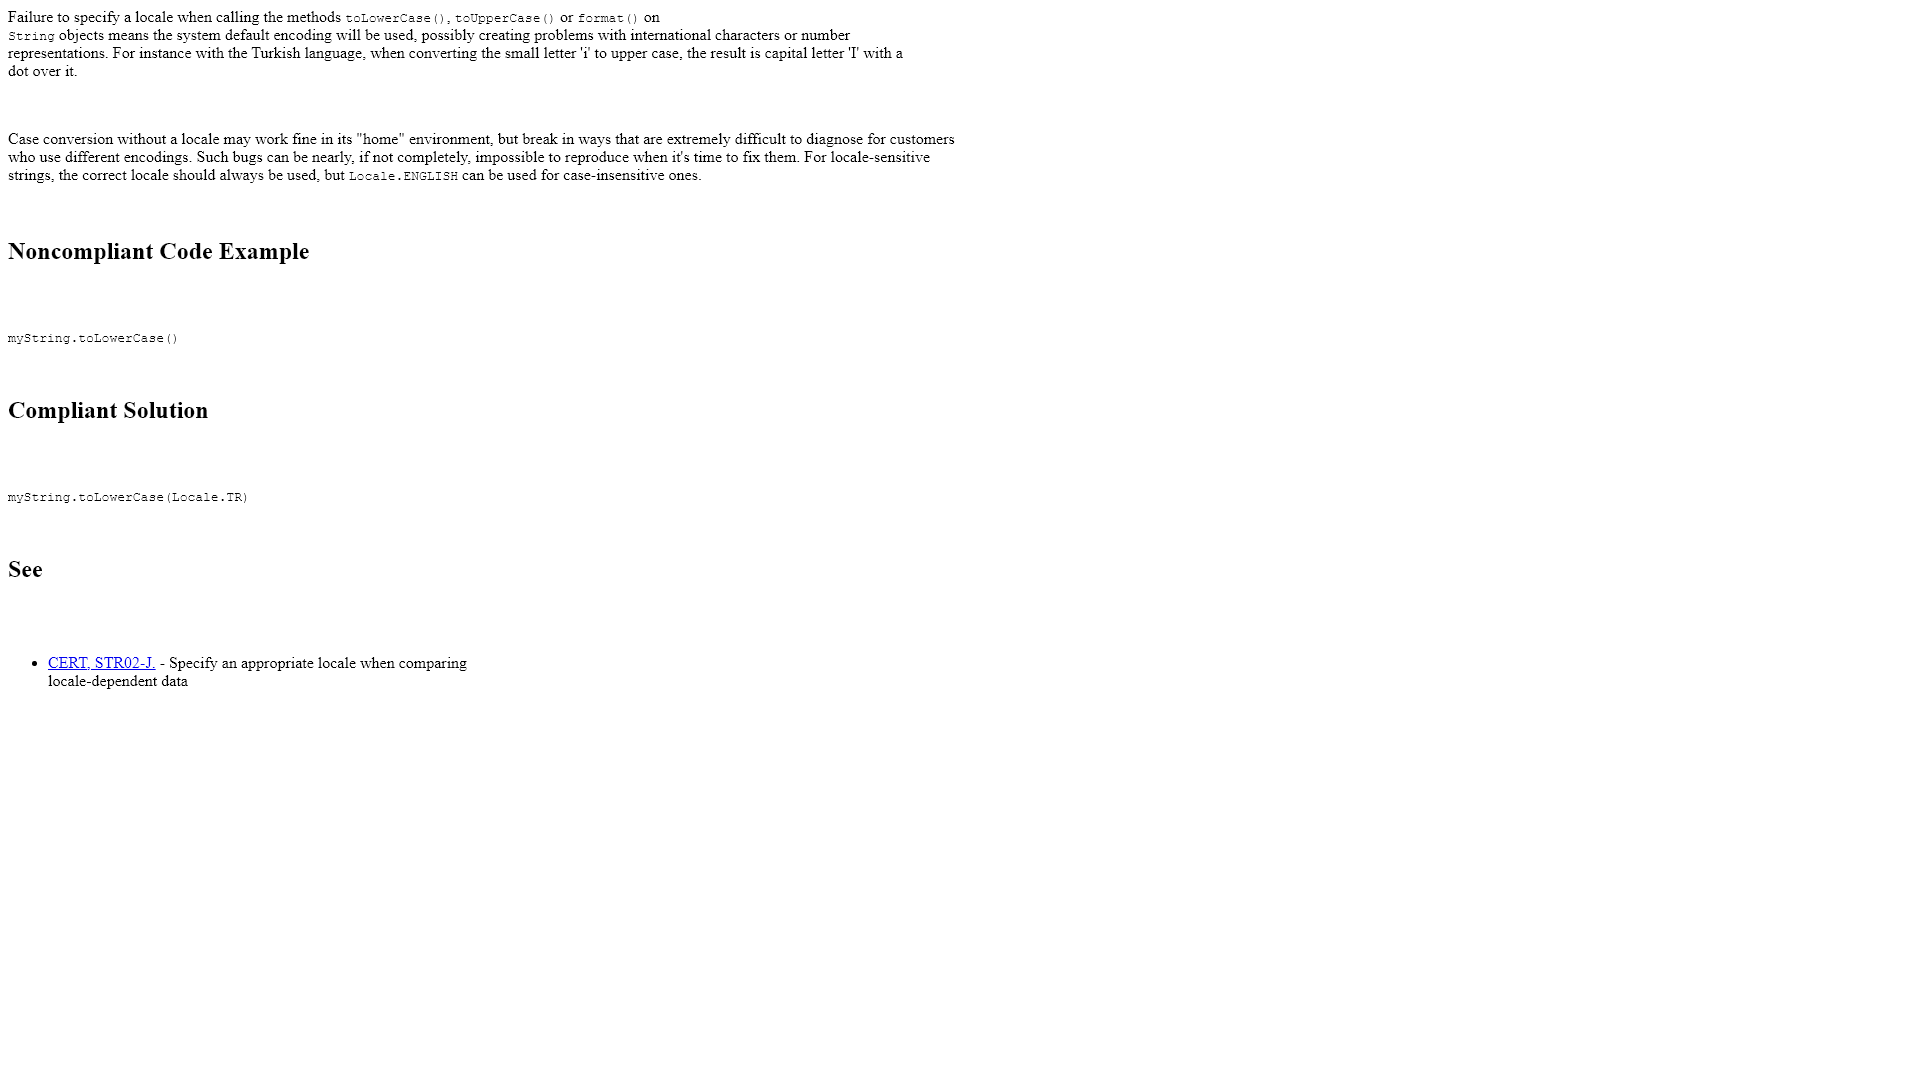 Failure to specify a locale when calling the methods toLowerCase(), toUpperCase() or format() on
String objects means the system default encoding will be used, possibly creating problems with international characters or number
representations. For instance with the Turkish language, when converting the small letter 'i' to upper case, the result is capital letter 'I' with a
dot over it.
Case conversion without a locale may work fine in its "home" environment, but break in ways that are extremely difficult to diagnose for customers
who use different encodings. Such bugs can be nearly, if not completely, impossible to reproduce when it's time to fix them. For locale-sensitive
strings, the correct locale should always be used, but Locale.ENGLISH can be used for case-insensitive ones.
Noncompliant Code Example
myString.toLowerCase()
Compliant Solution
myString.toLowerCase(Locale.TR)
See
• CERT, STR02-J. - Specify an appropriate locale when comparing
locale-dependent data